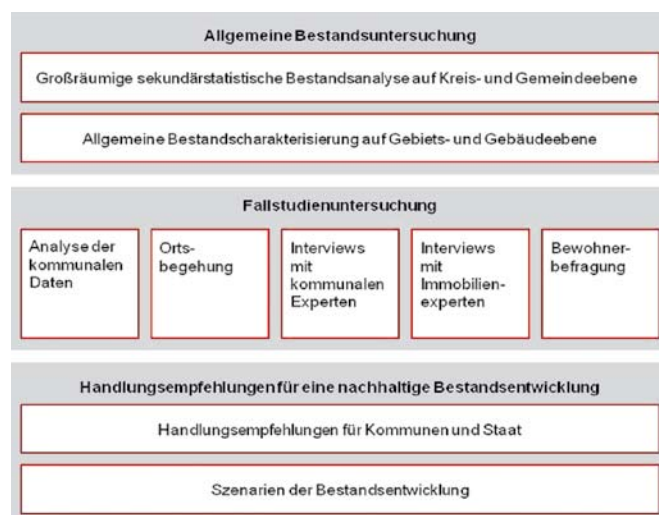 Allgemeine Bestandsuntersuchung
Großräumige sekundärstatistische Bestandsanalyse auf Kreis- und Gemeindeebene
Allgemeine Bestandscharakterisierung auf Gebiets- und Gebäudeebene
Fallstudienuntersuchung
Analyse der
kommunalen
Daten
Orts-
begehung
Interviews
mit
kommunalen
Experten
Interviews
mit
Immobilien-
experten
Bewohner-
befragung
Handlungsempfehlungen für eine nachhaltige Bestandsentwicklung
Handlungsempfehlungen für Kommunen und Staat
Szenarien der Bestandsentwicklung